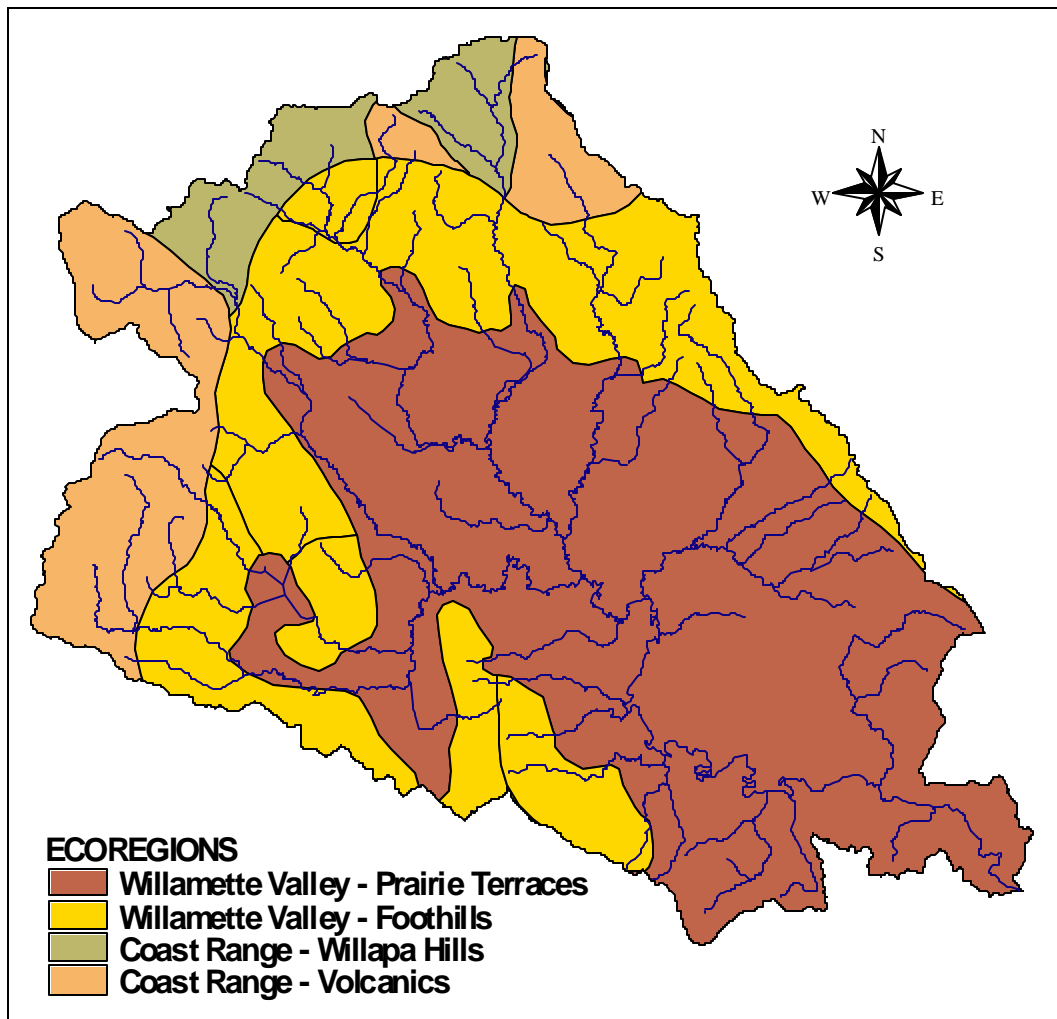 N
W E
S
ECOREGIONS
Willamette Valley - Prairie Terraces
Willamette Valley - Foothills
Coast Range - Willapa Hills
Coast Range - Volcanics